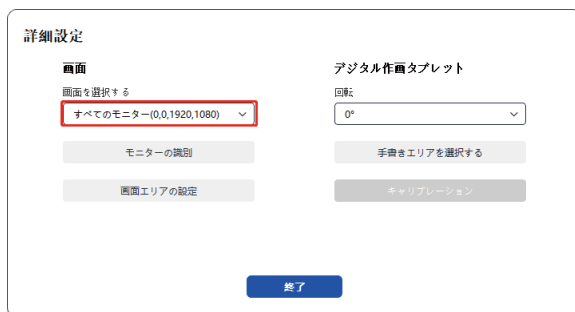 詳細設定
画面
画面を選択する
すべてのモニター(0,0,1920,1080)
モニターの識別
画面エリアの設定
デジタル作画タブレット
回転
0°
手書きエリアを選択する
キャリブレーション
終了